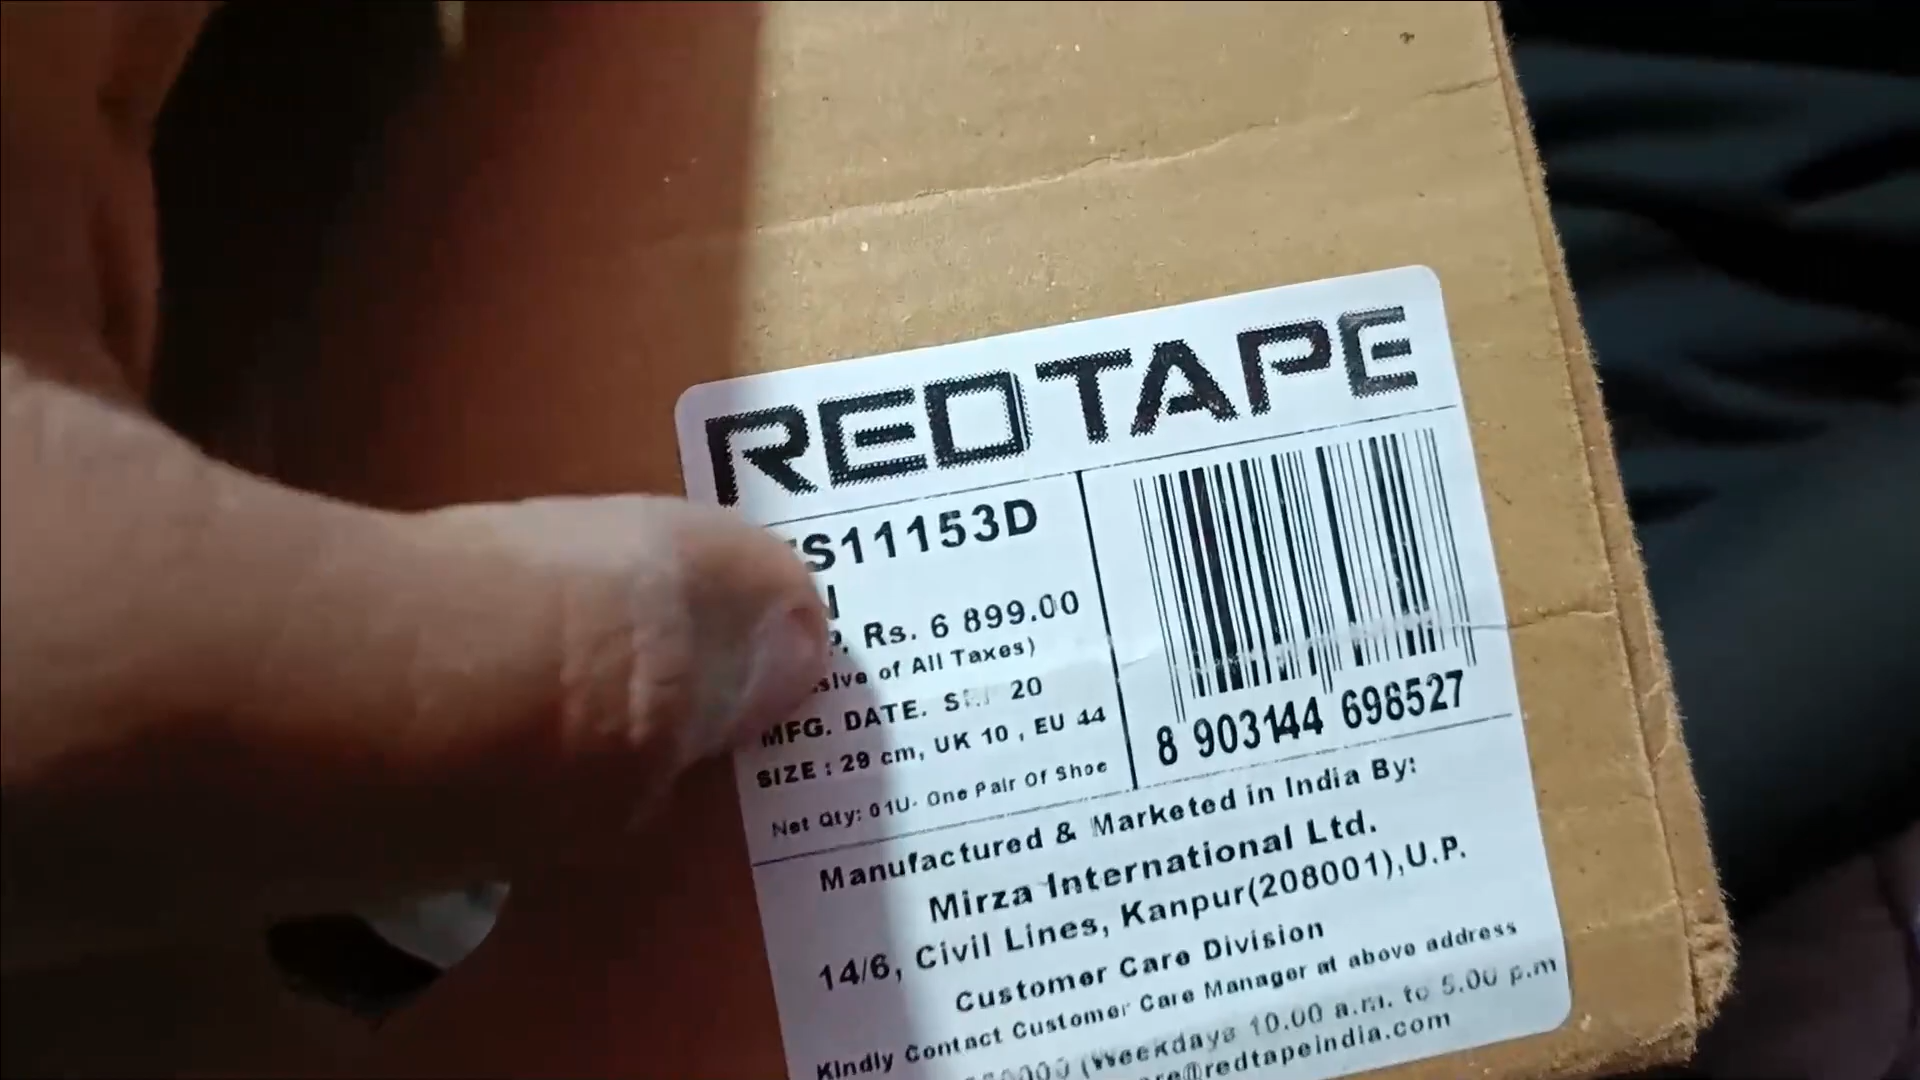 RED TAPE
S11153D
Rs. 6 899.00
of All Taxes)
MFG. DATE. 20
SIZE : 29 cm, UK 10 , EU 44
Net Qty: 01U- One Pair Of Shoe
8 903144 698527
Manufactured & Marketed in India By:
Mirza International Ltd.
14/6, Civil Lines, Kanpur(208001),U.P.
Customer Care Division
Kindly Contact Customer Care Manager at above address
(Weekdays 10.00 a.m. to 5.00 p.m
@redtapeindia.com